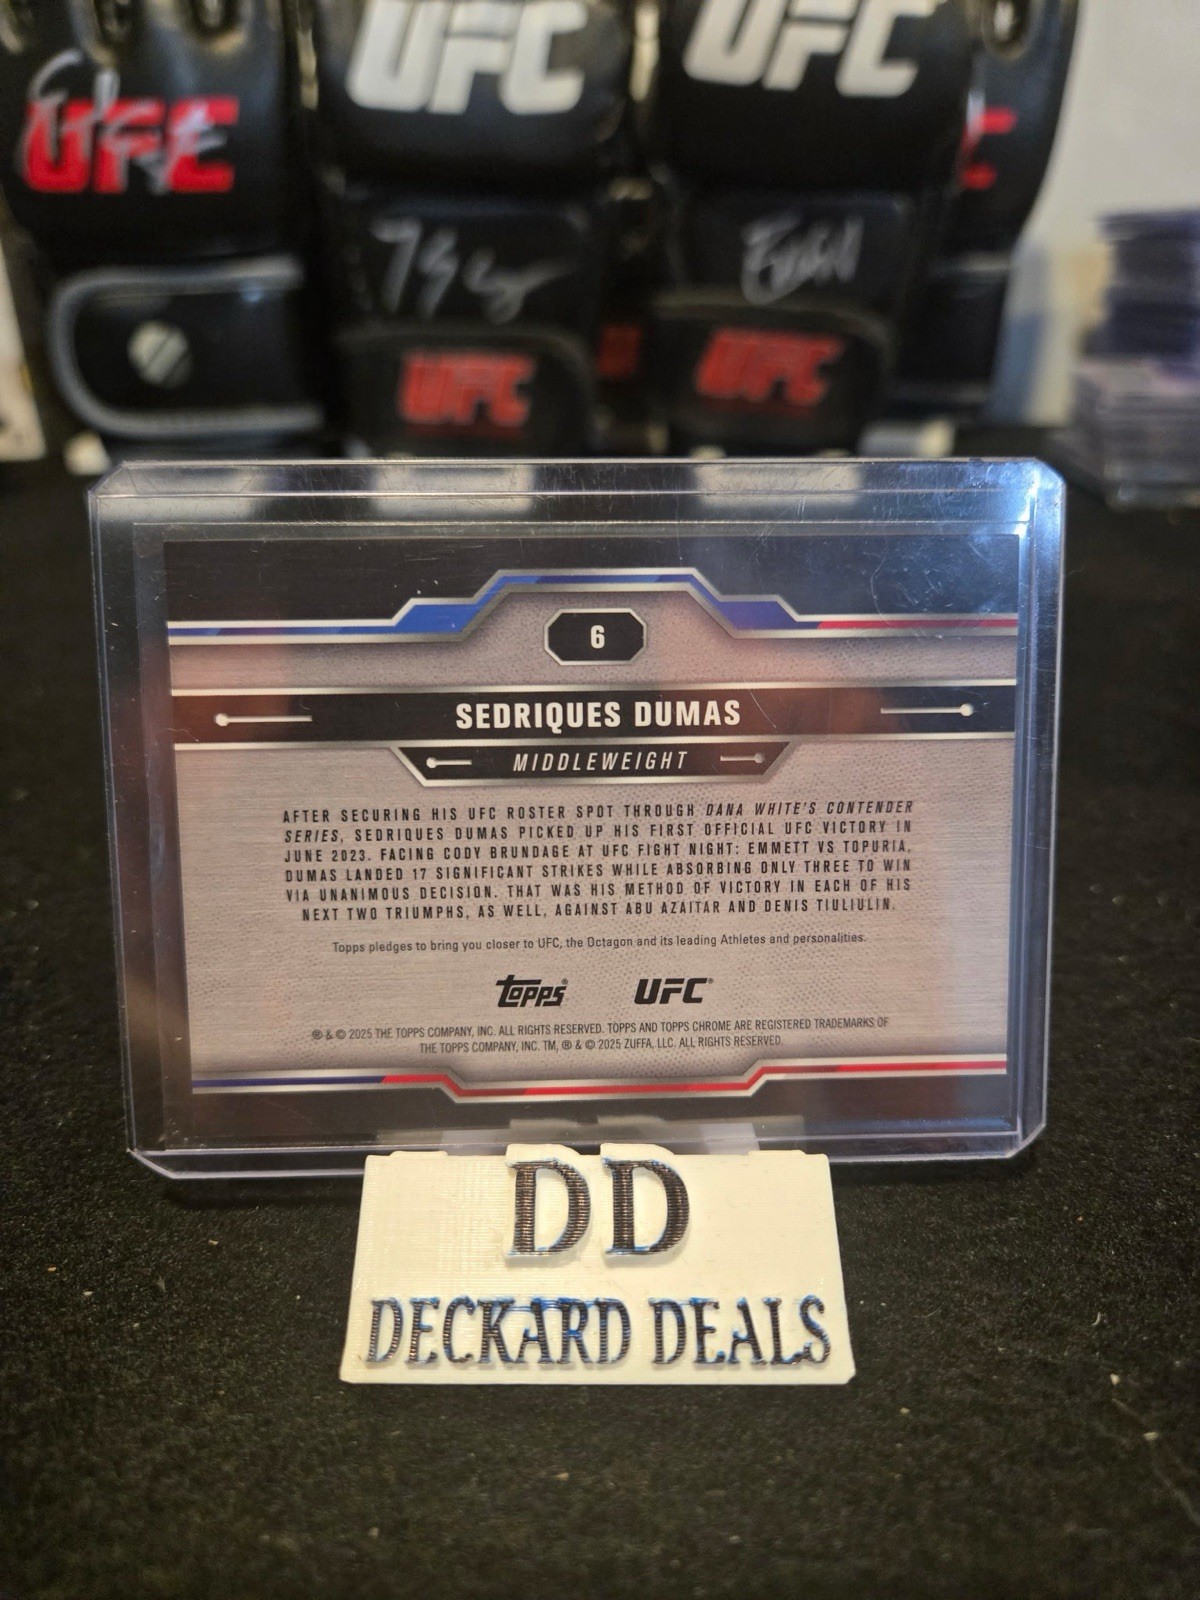 UFC
UFC
UFC
UFC
UFC
6
SEDRIQUES DUMAS
MIDDLEWEIGHT
AFTER SECURING HIS UFC ROSTER SPOT THROUGH DANA WHITE'S CONTENDER
SERIES, SEDRIQUES DUMAS PICKED UP HIS FIRST OFFICIAL UFC VICTORY IN
JUNE 2023. FACING CODY BRUNDAGE AT UFC FIGHT NIGHT: EMMETT VS TOPURIA,
DUMAS LANDED 17 SIGNIFICANT STRIKES WHILE ABSORBING ONLY THREE TO WIN
VIA UNANIMOUS DECISION. THAT WAS HIS METHOD OF VICTORY IN EACH OF HIS
NEXT TWO TRIUMPHS, AS WELL, AGAINST ABU AZAITAR AND DENIS TIULIULIN.
Topps pledges to bring you closer to UFC, the Octagon and its leading Athletes and personalities.
Topps® UFC®
® & © 2025 THE TOPPS COMPANY, INC. ALL RIGHTS RESERVED. TOPPS AND TOPPS CHROME ARE REGISTERED TRADEMARKS OF
THE TOPPS COMPANY, INC. TM, ® & © 2025 ZUFFA, LLC. ALL RIGHTS RESERVED.
DD
DECKARD DEALS